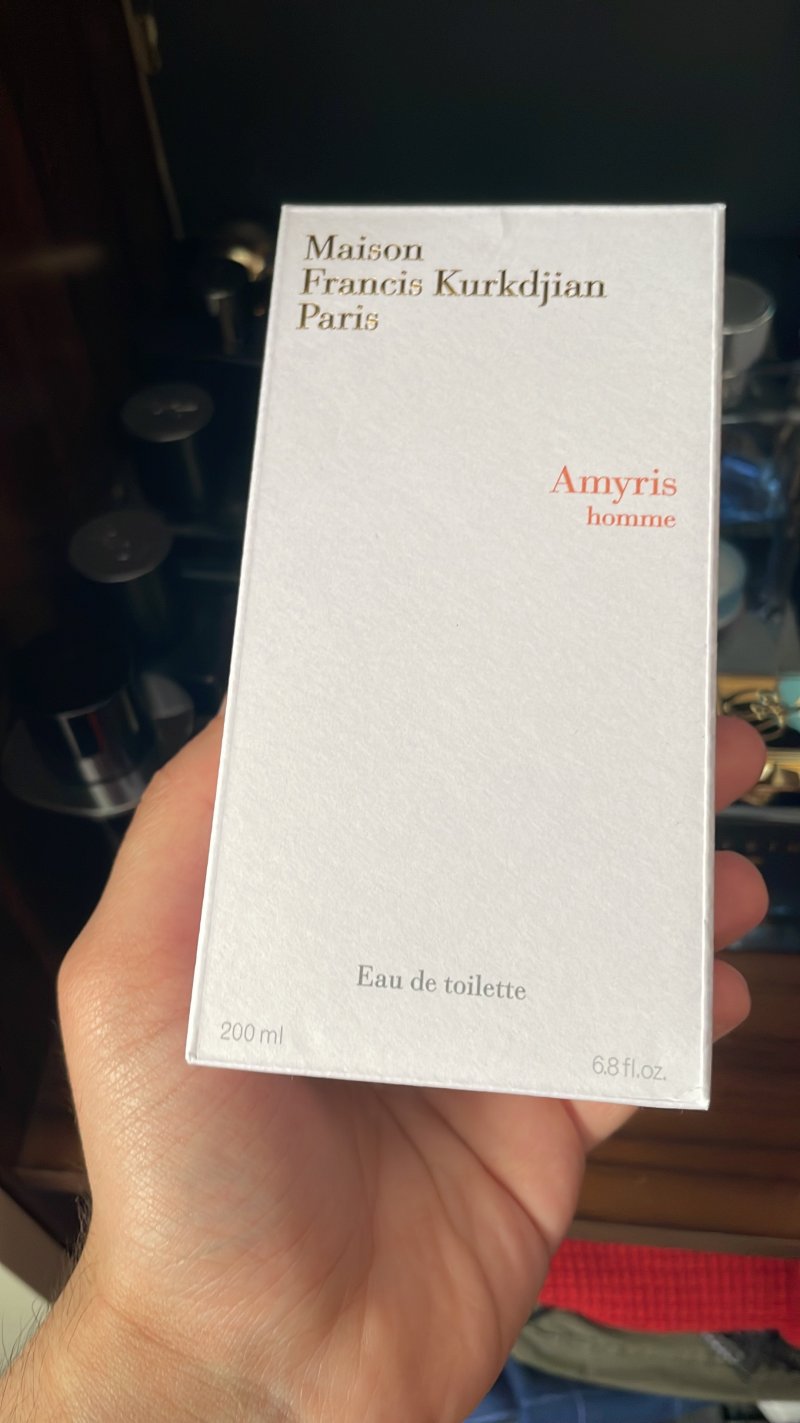 Maison
Francis Kurkdjian
Paris
Amyris
homme
Eau de toilette
200 ml
6.8 fl.oz.